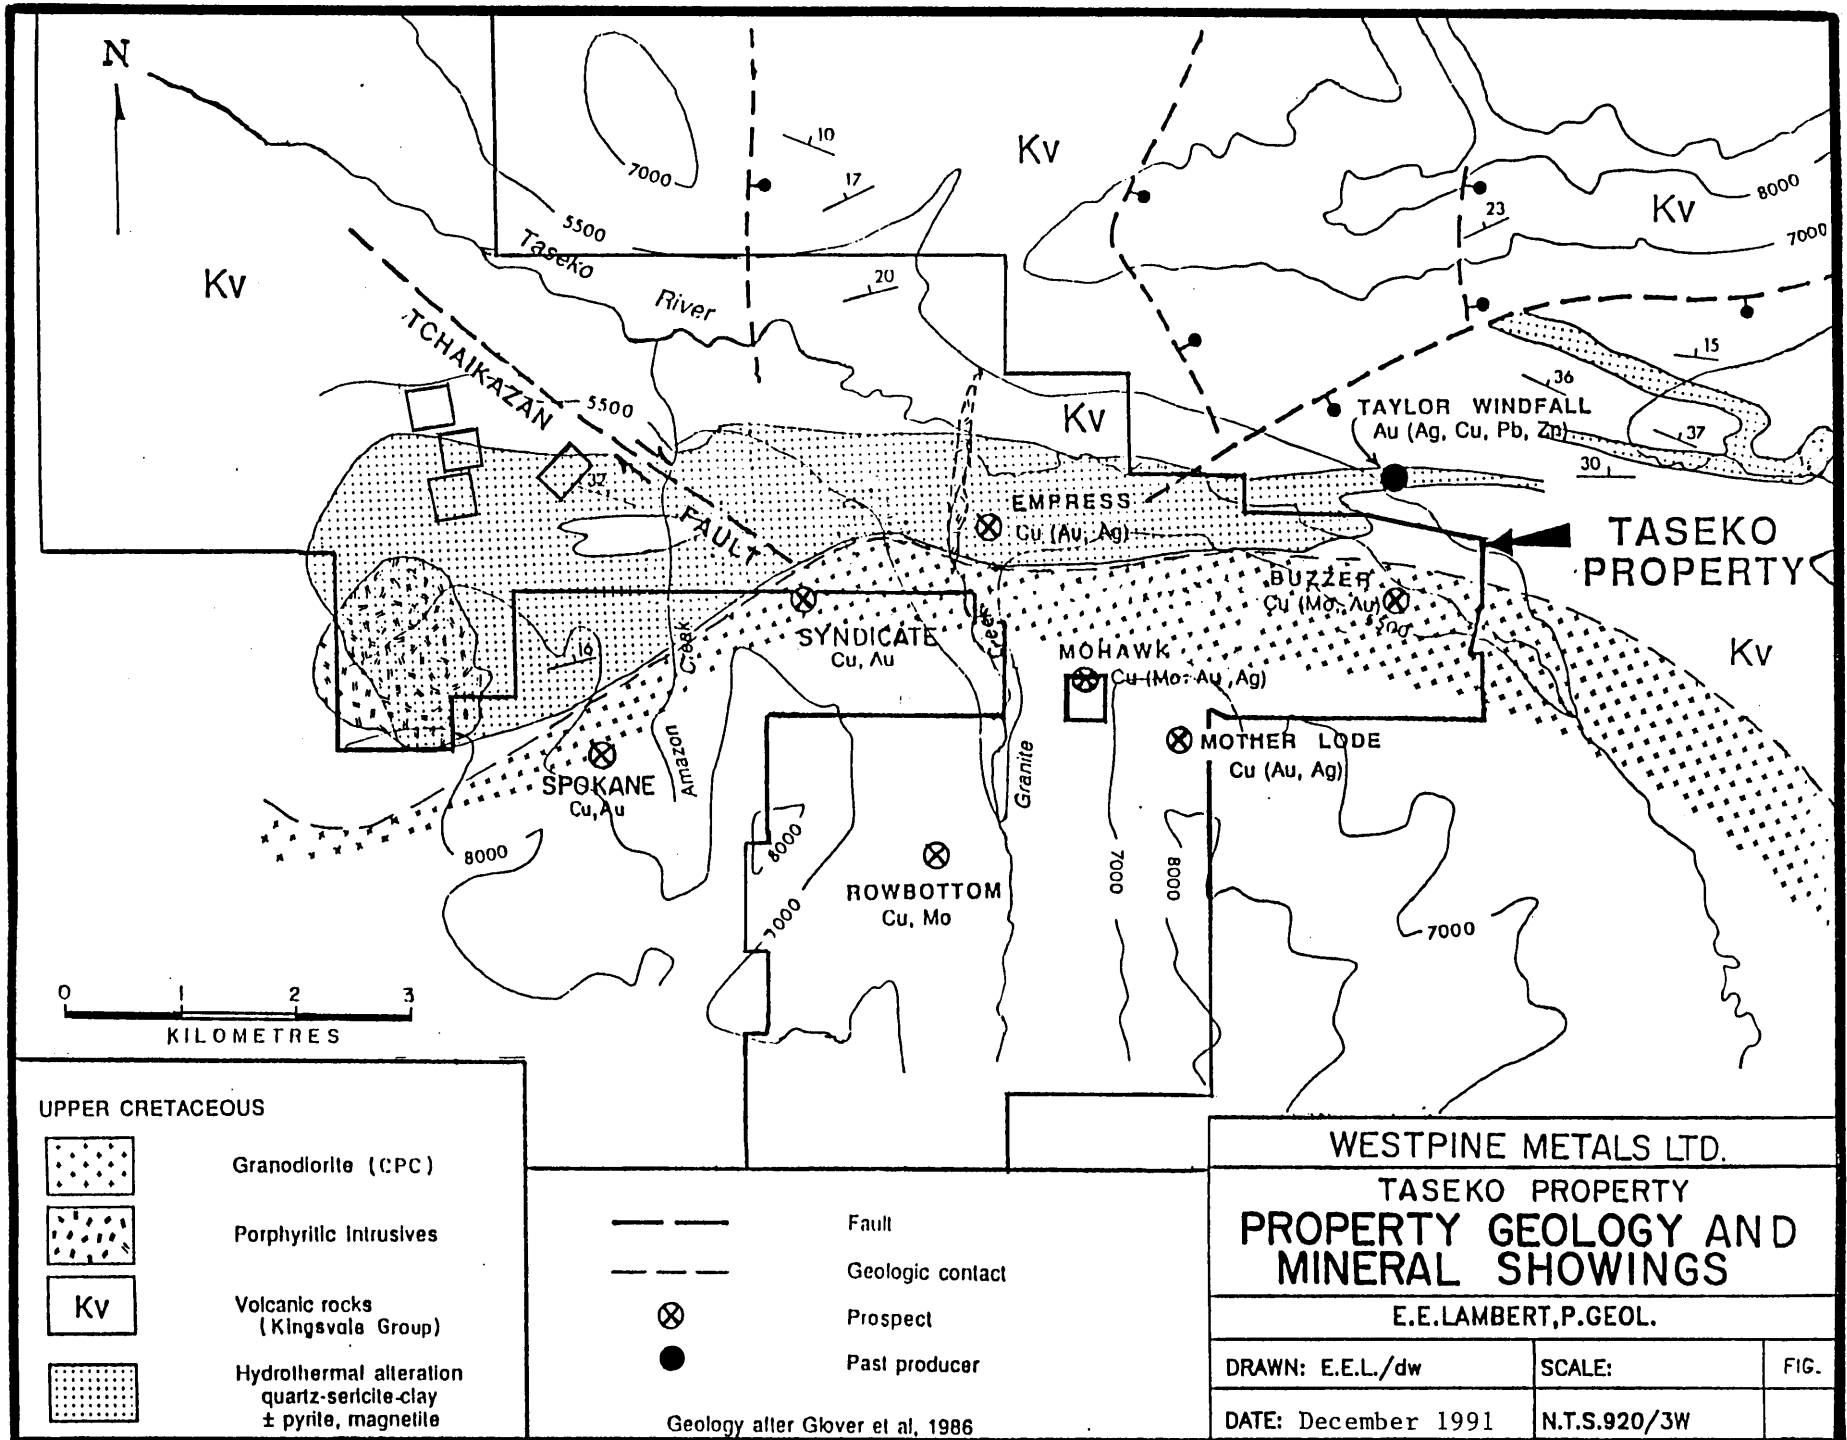 N
10
17
7000
Kv
23
8000
Kv
7000
5500
Taseko
River
20
Kv
TCHAIKAZAN
FAULT
5500
15
36
37
30
Kv
TAYLOR WINDFALL
Au (Ag, Cu, Pb, Zn)
32
EMPRESS
Cu (Au, Ag)
TASEKO
PROPERTY
BUZZER
Cu (Mo, Au)
5500
Kv
16
Creek
Amazon
SYNDICATE
Cu, Au
Creek
Granite
MOHAWK
Cu (Mo, Au, Ag)
MOTHER LODE
Cu (Au, Ag)
SPOKANE
Cu, Au
8000
8000
7000
ROWBOTTOM
Cu, Mo
7000
8000
7000
0 1 2 3
KILOMETRES
UPPER CRETACEOUS
Granodiorite (CPC)
Porphyritic Intrusives
Kv
Volcanic rocks
(Kingsvale Group)
Hydrothermal alteration
quartz-sericite-clay
± pyrite, magnetite
Fault
Geologic contact
Prospect
Past producer
Geology after Glover et al, 1986
WESTPINE METALS LTD.
TASEKO PROPERTY
PROPERTY GEOLOGY AND
MINERAL SHOWINGS
E.E.LAMBERT,P.GEOL.
DRAWN: E.E.L./dw
SCALE:
FIG.
DATE: December 1991
N.T.S.920/3W